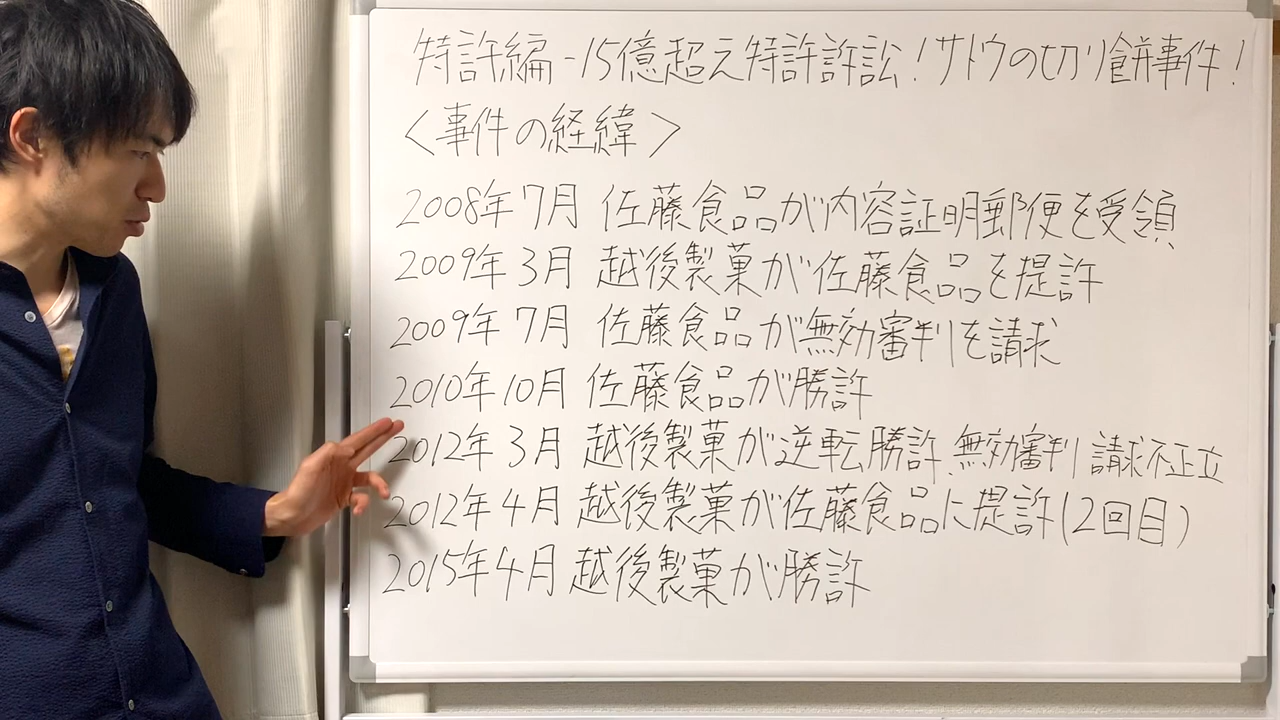 特許編-15億超え特許訴訟！サトウの切り餅事件！
＜事件の経緯＞
2008年7月 佐藤食品が内容証明郵便を受領
2009年3月 越後製菓が佐藤食品を提訴
2009年7月 佐藤食品が無効審判を請求
2010年10月 佐藤食品が勝訴
2012年3月 越後製菓が逆転勝訴、無効審判請求不正立
2012年4月 越後製菓が佐藤食品に提訴(2回目)
2015年4月 越後製菓が勝訴